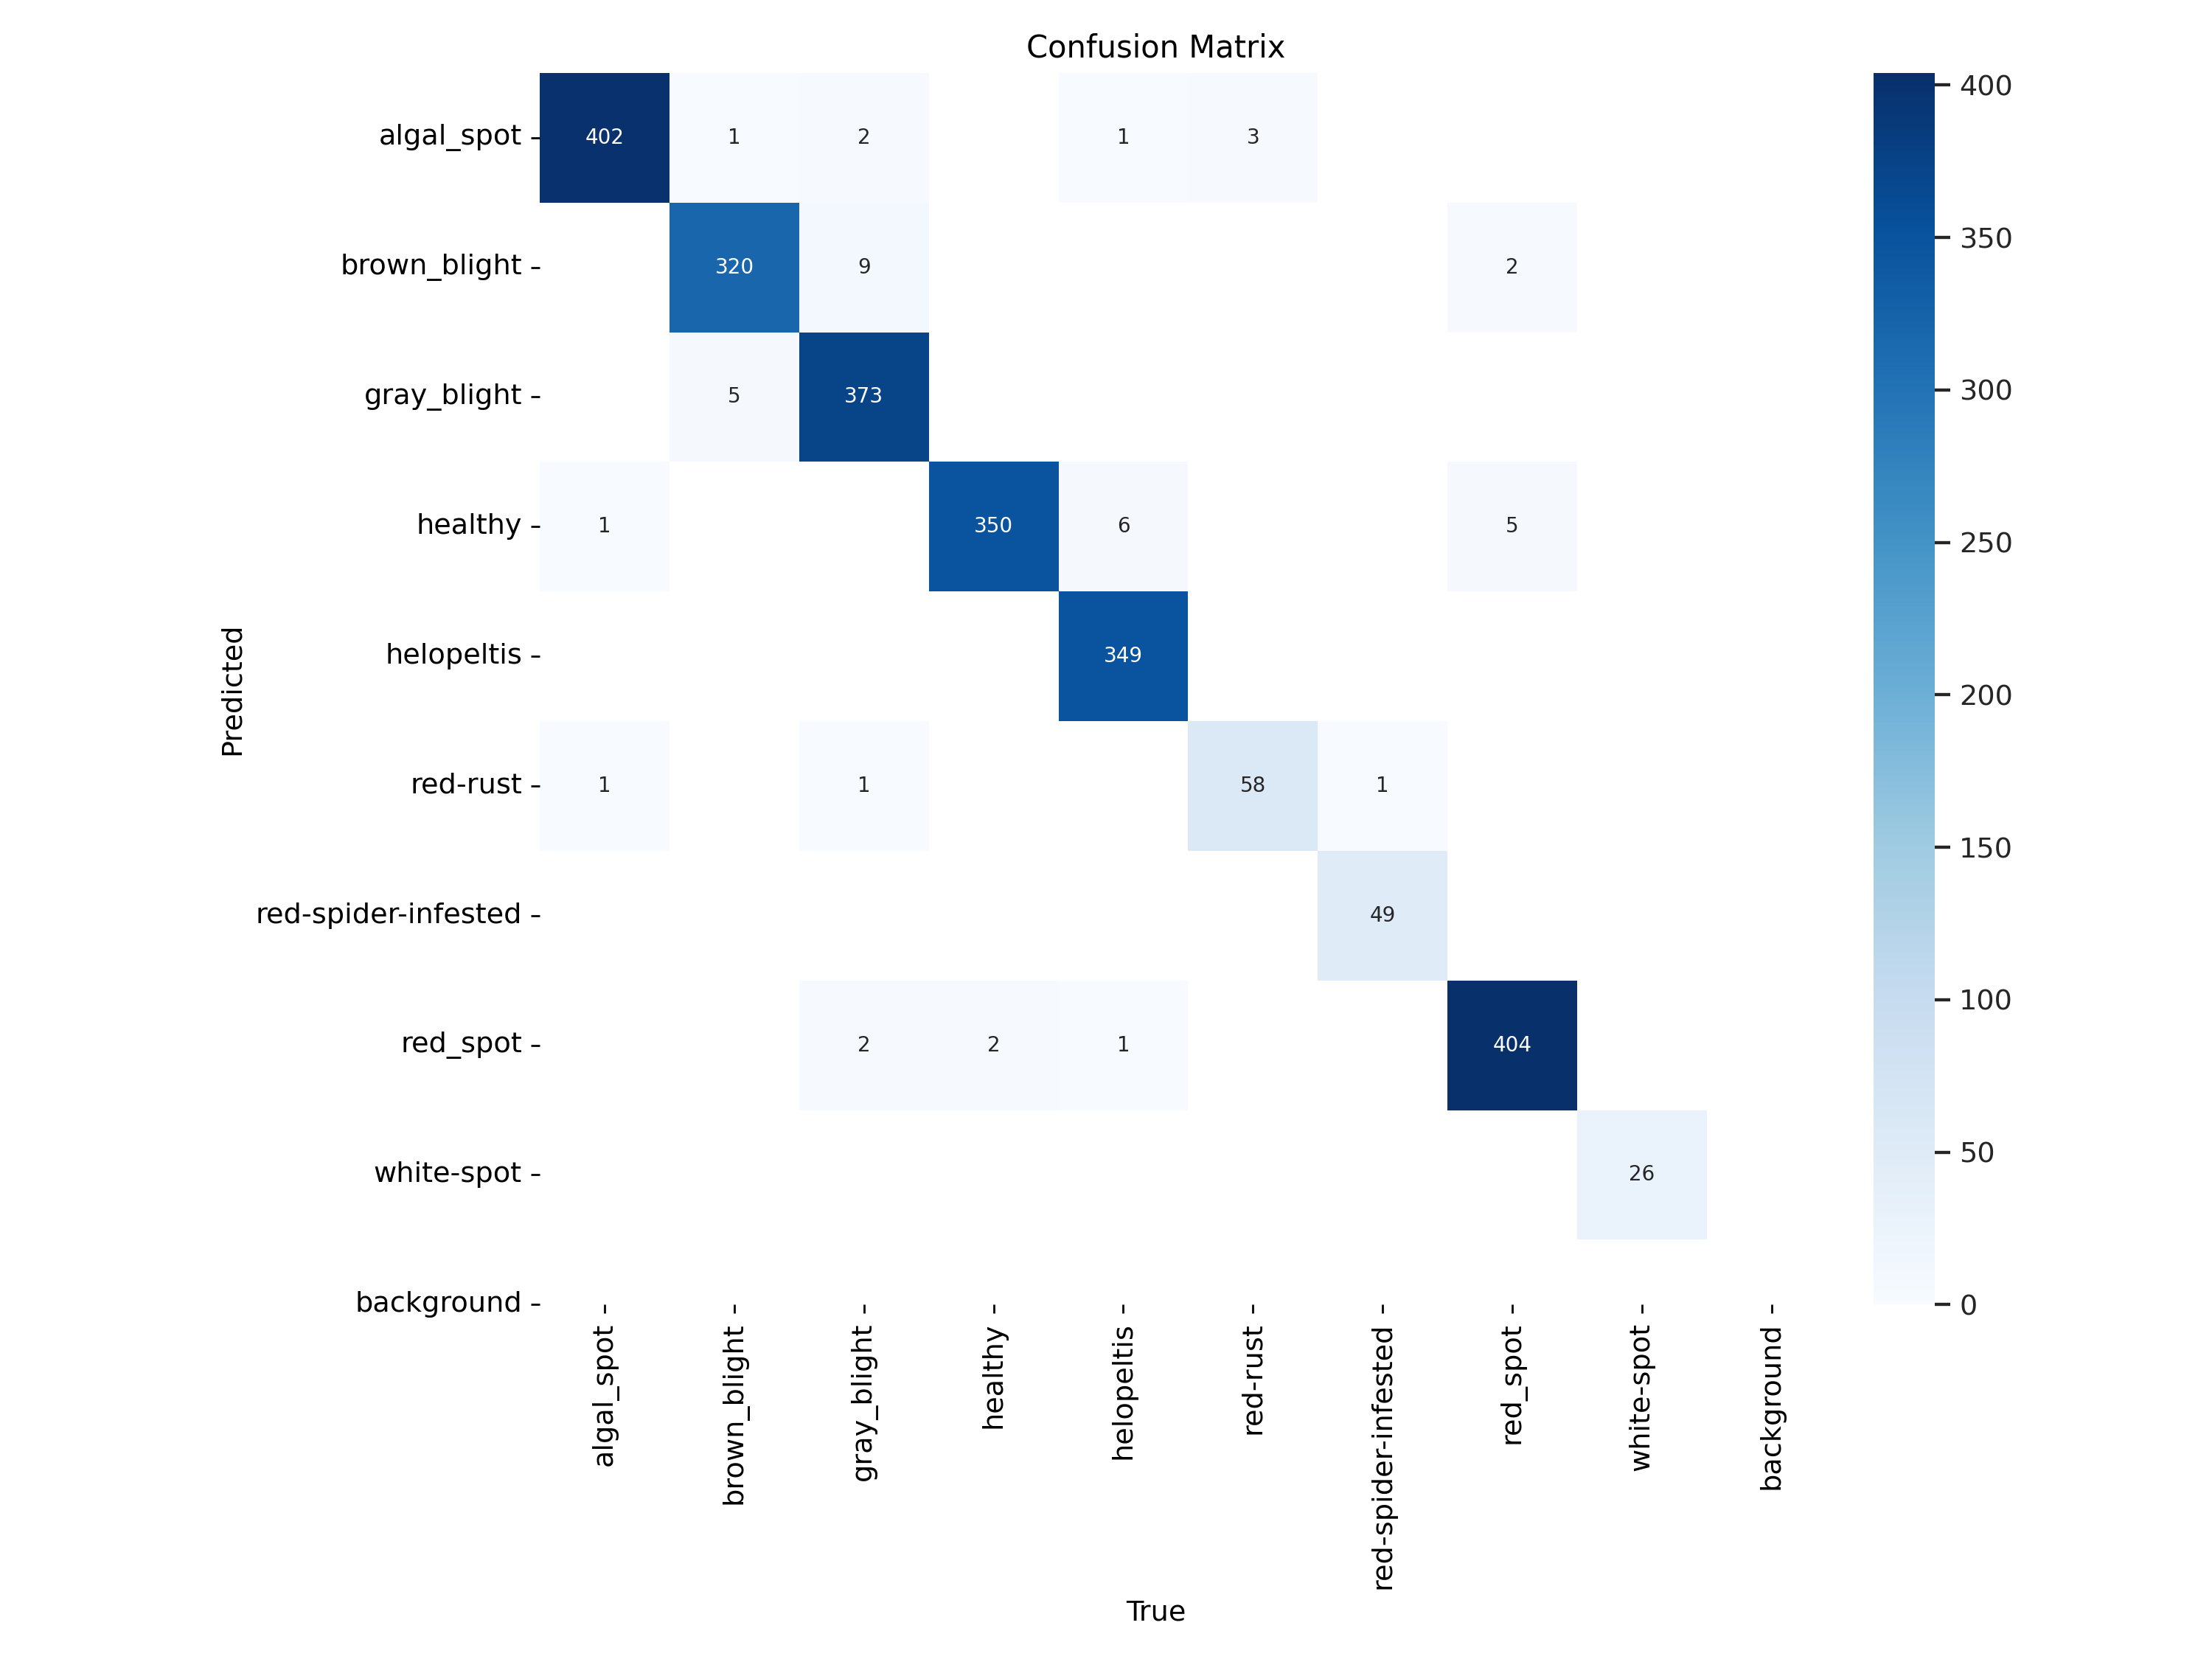 Confusion Matrix
algal_spot 402 1 2 1 3
brown_blight 320 9 2
gray_blight 5 373
healthy 1 350 6 5
helopeltis 349
red-rust 1 1 58 1
red-spider-infested 49
red_spot 2 2 1 404
white-spot 26
background
Predicted
algal_spot
brown_blight
gray_blight
healthy
helopeltis
red-rust
red-spider-infested
red_spot
white-spot
background
True
400
350
300
250
200
150
100
50
0